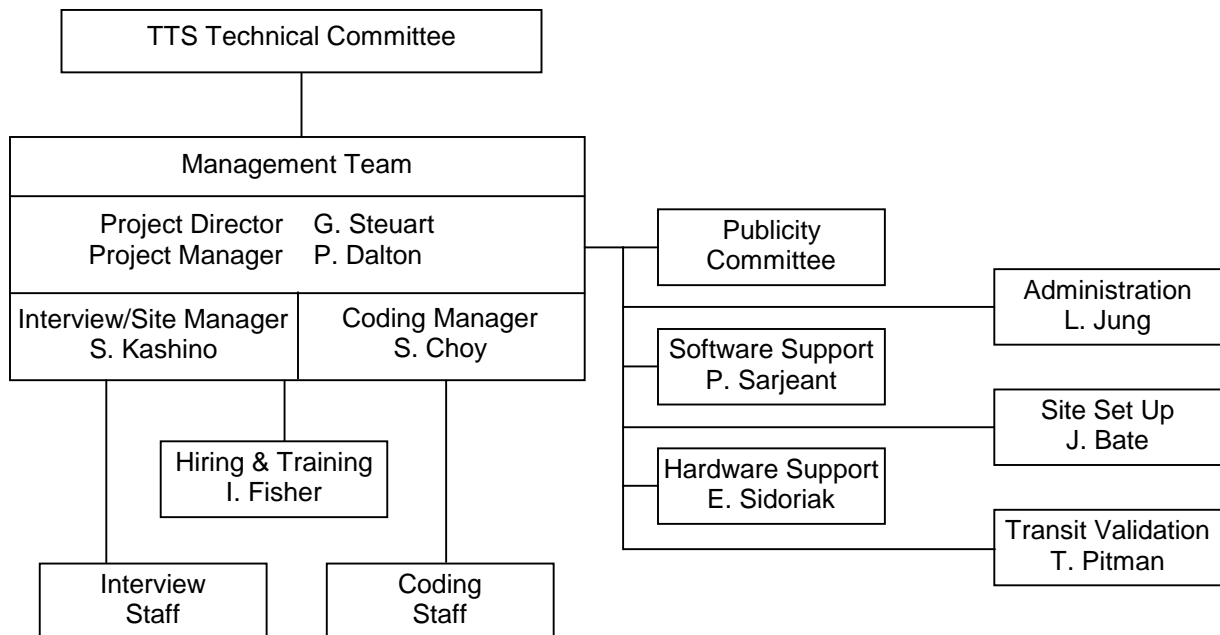 TTS Technical Committee
Management Team
Project Director G. Steuart
Project Manager P. Dalton
Interview/Site Manager
S. Kashino
Coding Manager
S. Choy
Hiring & Training
I. Fisher
Interview
Staff
Coding
Staff
Publicity
Committee
Administration
L. Jung
Software Support
P. Sarjeant
Site Set Up
J. Bate
Hardware Support
E. Sidoriak
Transit Validation
T. Pitman